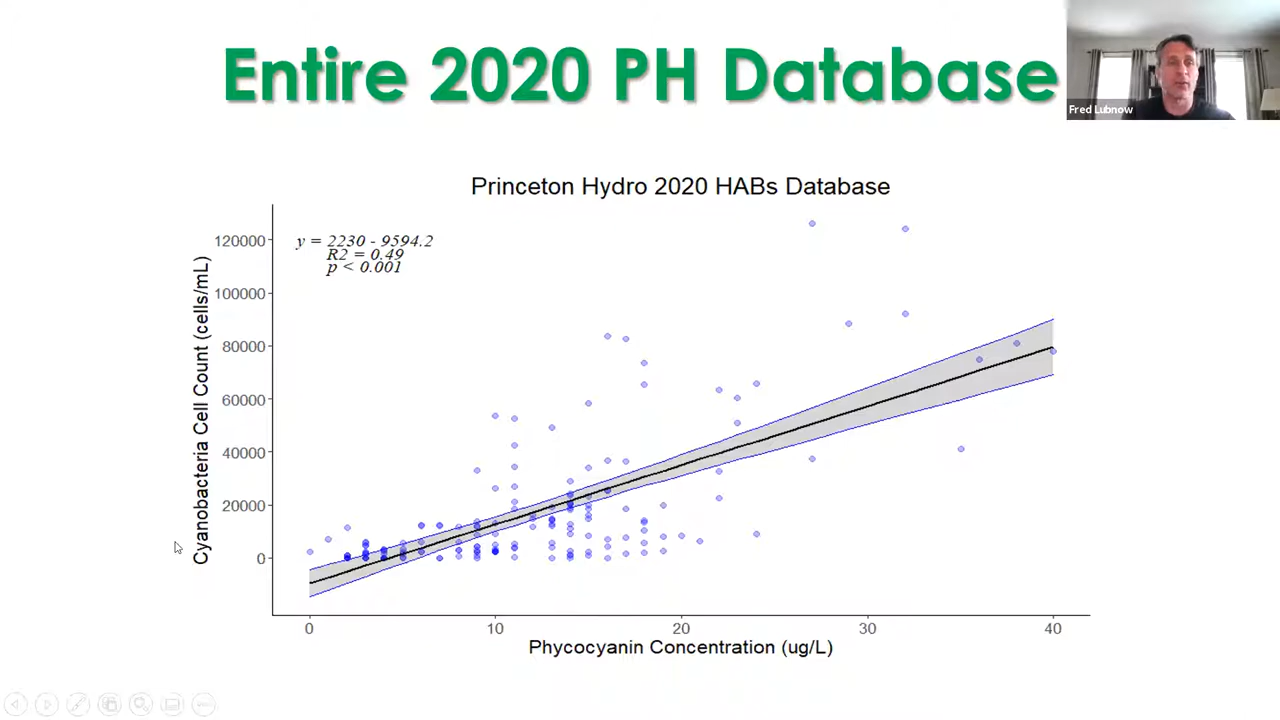 Entire 2020 PH Database
Fred Lubnow
Princeton Hydro 2020 HABs Database
y = 2230 - 9594.2
R2 = 0.49
p < 0.001
Cyanobacteria Cell Count (cells/mL)
120000
100000
80000
60000
40000
20000
0
0 10 20 30 40
Phycocyanin Concentration (ug/L)